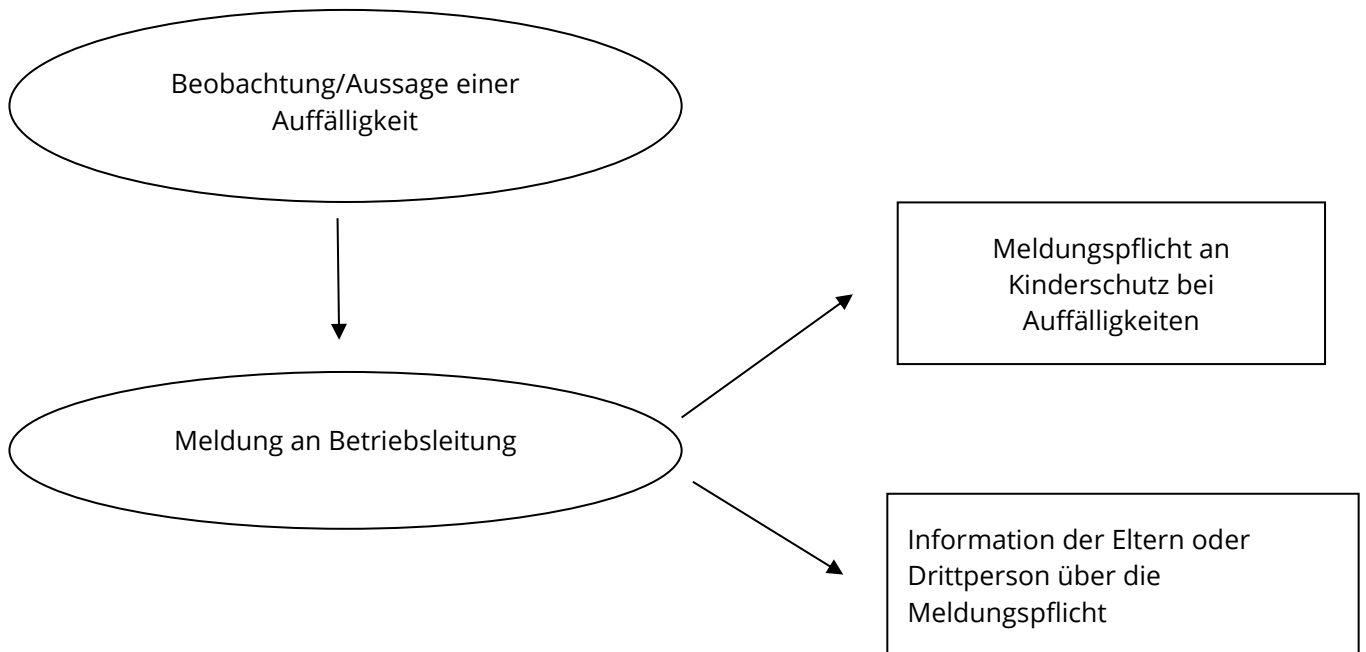 Beobachtung/Aussage einer
Auffälligkeit
Meldungspflicht an
Kinderschutz bei
Auffälligkeiten
Meldung an Betriebsleitung
Information der Eltern oder
Drittperson über die
Meldungspflicht